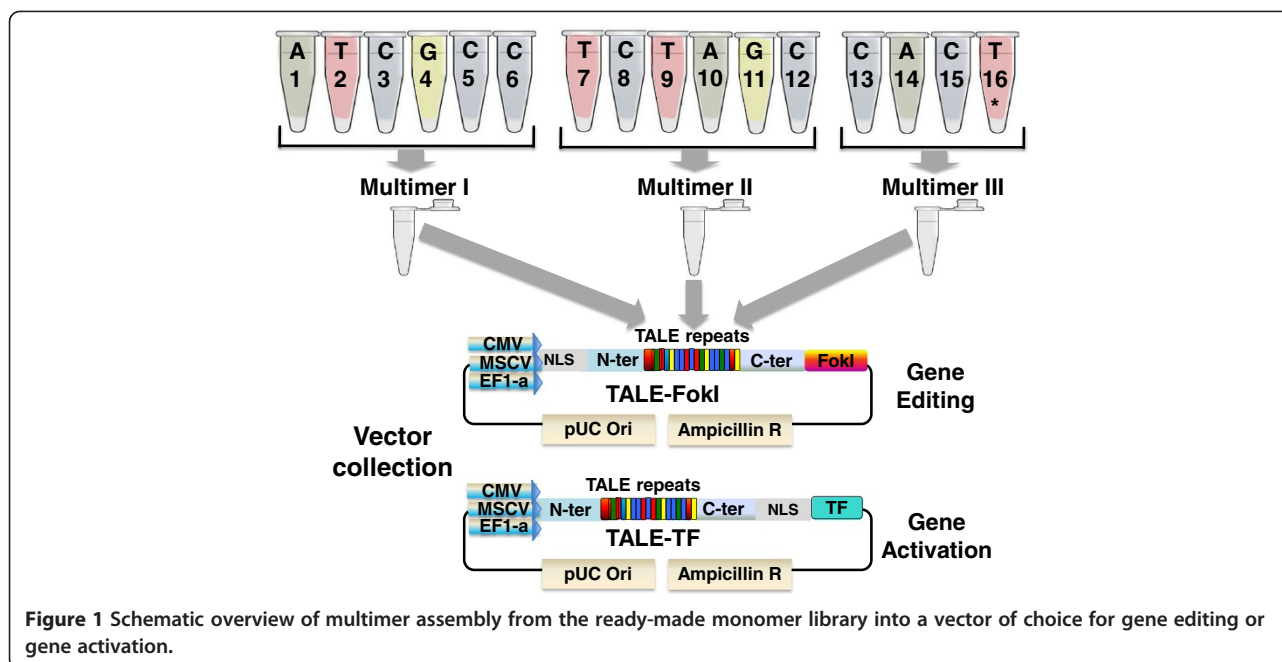 A T C G C C T C T A G C C A C T
1 2 3 4 5 6 7 8 9 10 11 12 13 14 15 16
*
Multimer I Multimer II Multimer III
TALE repeats
CMV
MSCV NLS N-ter C-ter FokI
EF1-a
TALE-FokI
Gene
Editing
pUC Ori Ampicillin R
Vector
collection
TALE repeats
CMV
MSCV N-ter C-ter NLS TF
EF1-a
TALE-TF
Gene
Activation
pUC Ori Ampicillin R
Figure 1 Schematic overview of multimer assembly from the ready-made monomer library into a vector of choice for gene editing or
gene activation.